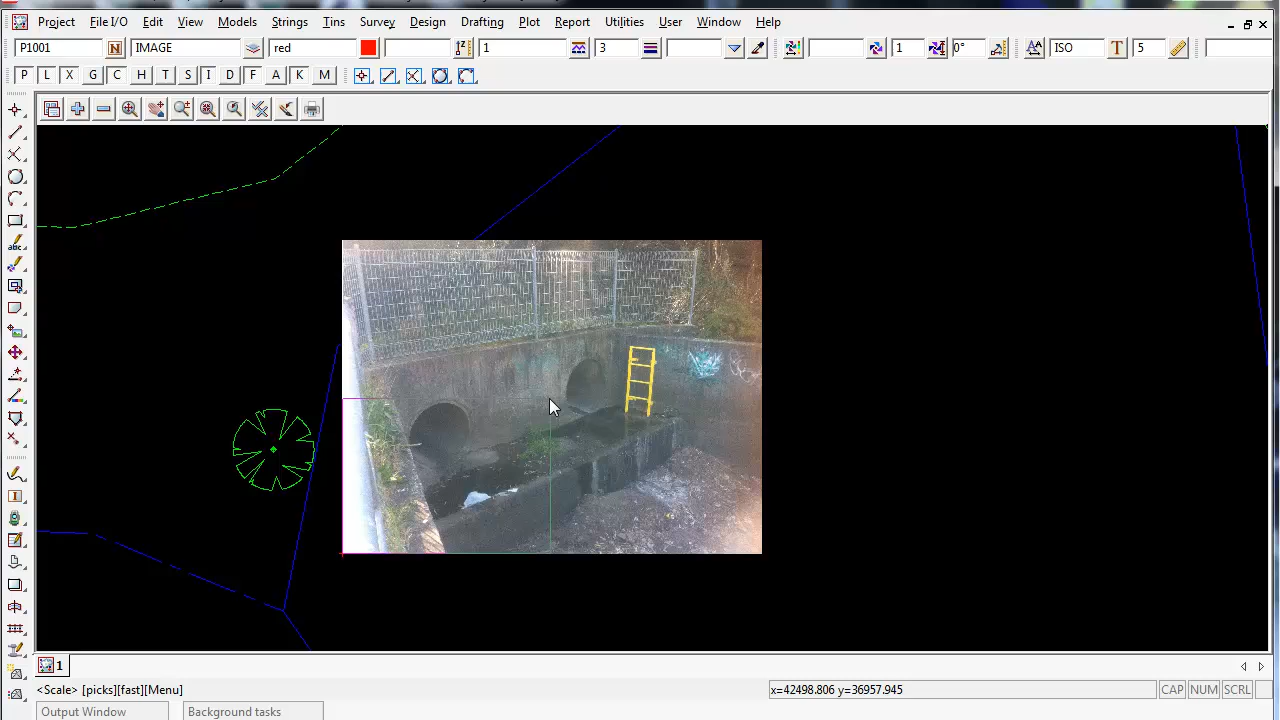 Project File I/O Edit View Models Strings Tins Survey Design Drafting Plot Report Utilities User Window Help
P1001 N IMAGE red 1 3 1 0° ISO T 5
P L X G C H T S I D F A K M
abc
1
<Scale> [picks][fast][Menu] x=42498.806 y=36957.945 CAP NUM SCRL
Output Window Background tasks